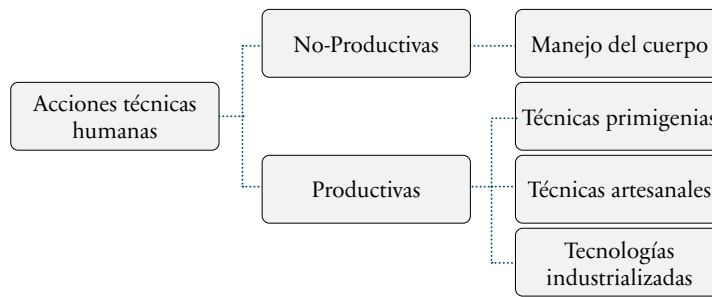 Acciones técnicas
humanas
No-Productivas
Manejo del cuerpo
Productivas
Técnicas primigenias
Técnicas artesanales
Tecnologías
industrializadas